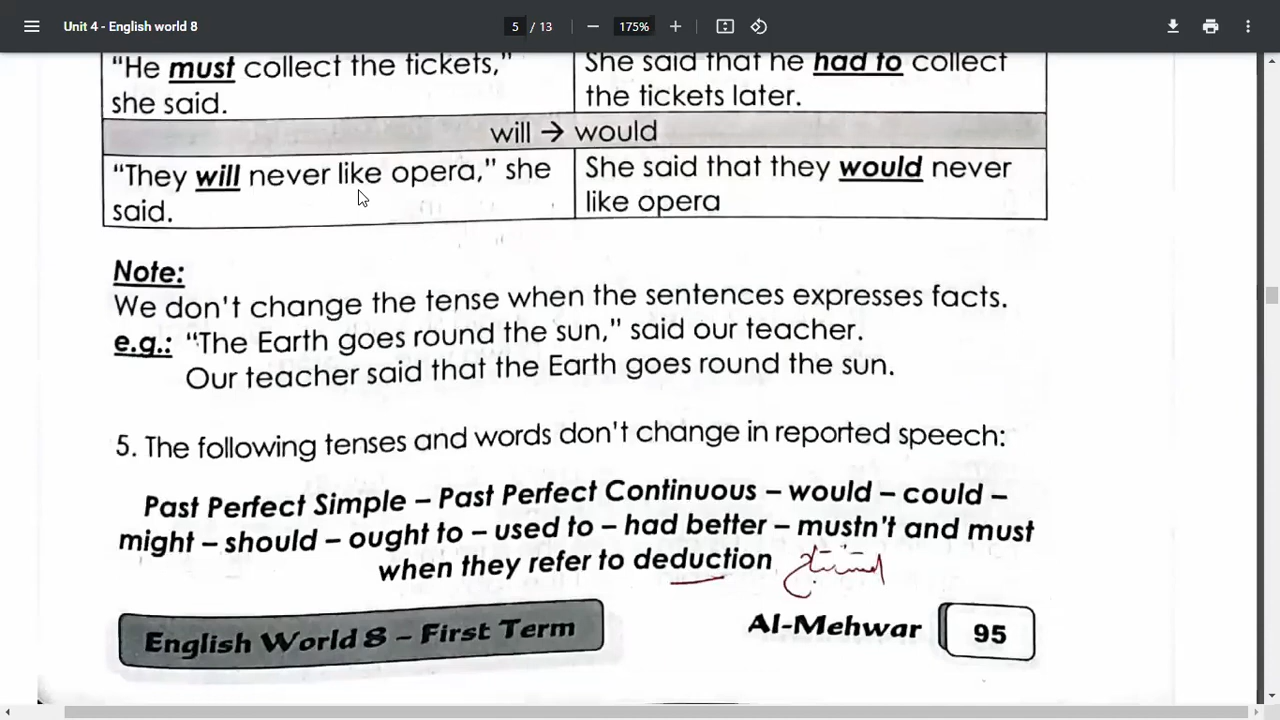 Unit 4 - English world 8
5 / 13
175%
"He must collect the tickets,"
she said.
She said that he had to collect
the tickets later.
will → would
"They will never like opera," she
said.
She said that they would never
like opera
Note:
We don't change the tense when the sentences expresses facts.
e.g.: "The Earth goes round the sun," said our teacher.
Our teacher said that the Earth goes round the sun.
5. The following tenses and words don't change in reported speech:
Past Perfect Simple – Past Perfect Continuous – would – could –
might – should – ought to – used to – had better – mustn't and must
when they refer to deduction استنتاج
English World 8 – First Term
Al-Mehwar
95